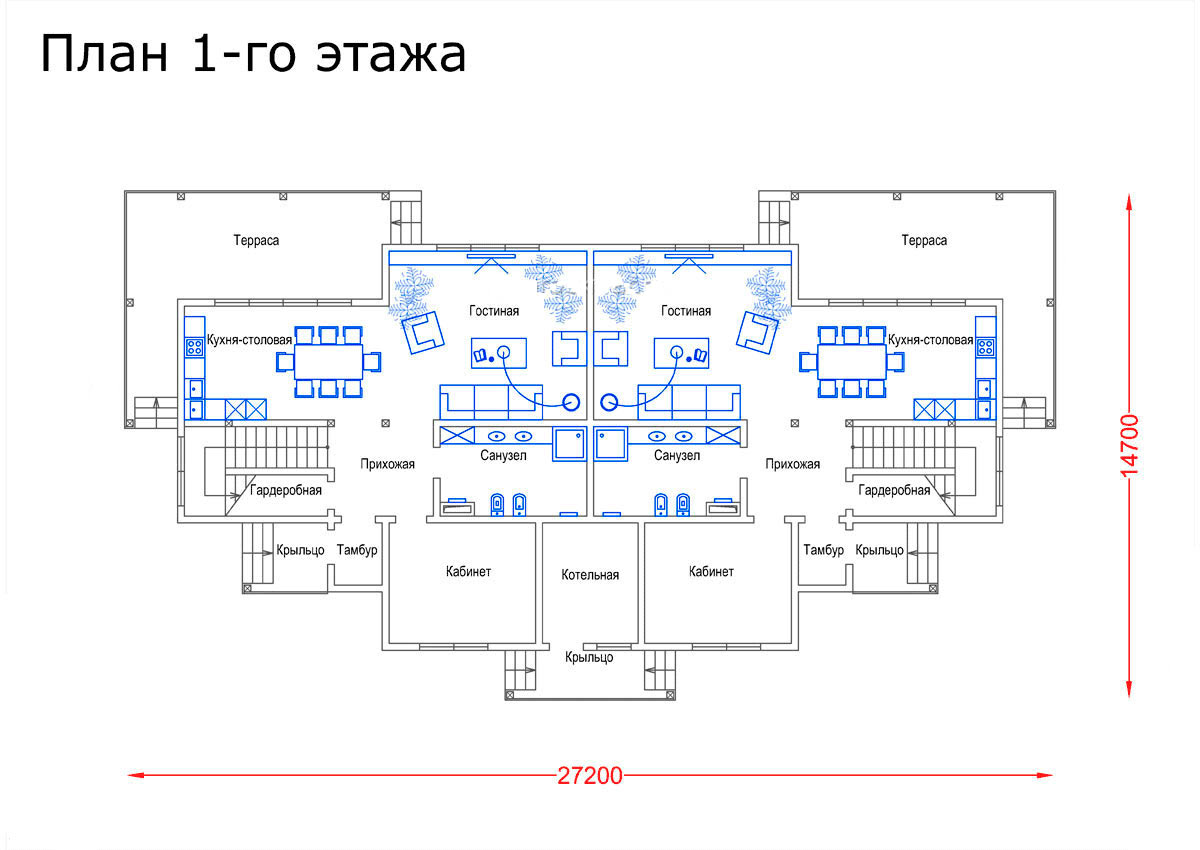 План 1-го этажа
Терраса
Терраса
Гостиная
Гостиная
Кухня-столовая
Кухня-столовая
14700
Санузел
Санузел
Прихожая
Прихожая
Гардеробная
Гардеробная
Крыльцо
Тамбур
Тамбур
Крыльцо
Кабинет
Котельная
Кабинет
Крыльцо
27200